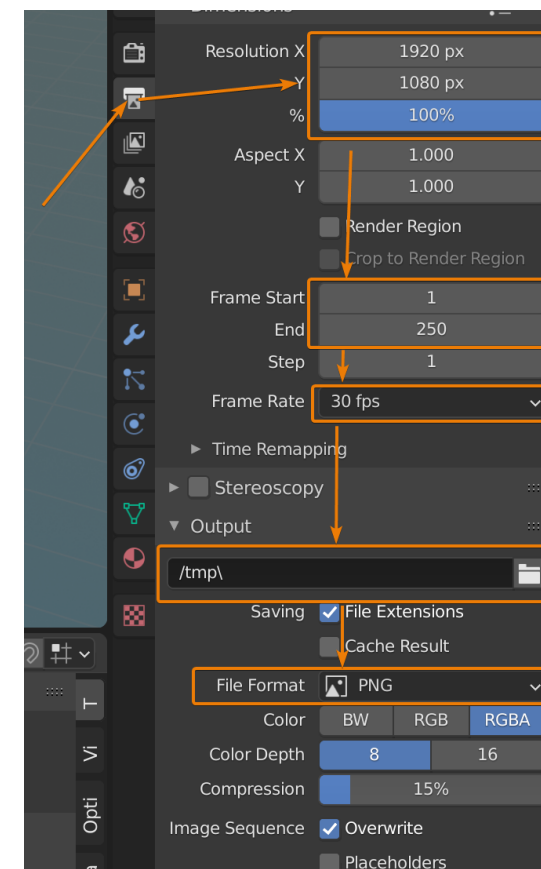 Dimensions
Resolution X 1920 px
Y 1080 px
% 100%
Aspect X 1.000
Y 1.000
Render Region
Crop to Render Region
Frame Start 1
End 250
Step 1
Frame Rate 30 fps
Time Remapping
Stereoscopy
Output
/tmp\
Saving File Extensions
Cache Result
File Format PNG
Color BW RGB RGBA
Color Depth 8 16
Compression 15%
Image Sequence Overwrite
Placeholders
T
Vi
Opti